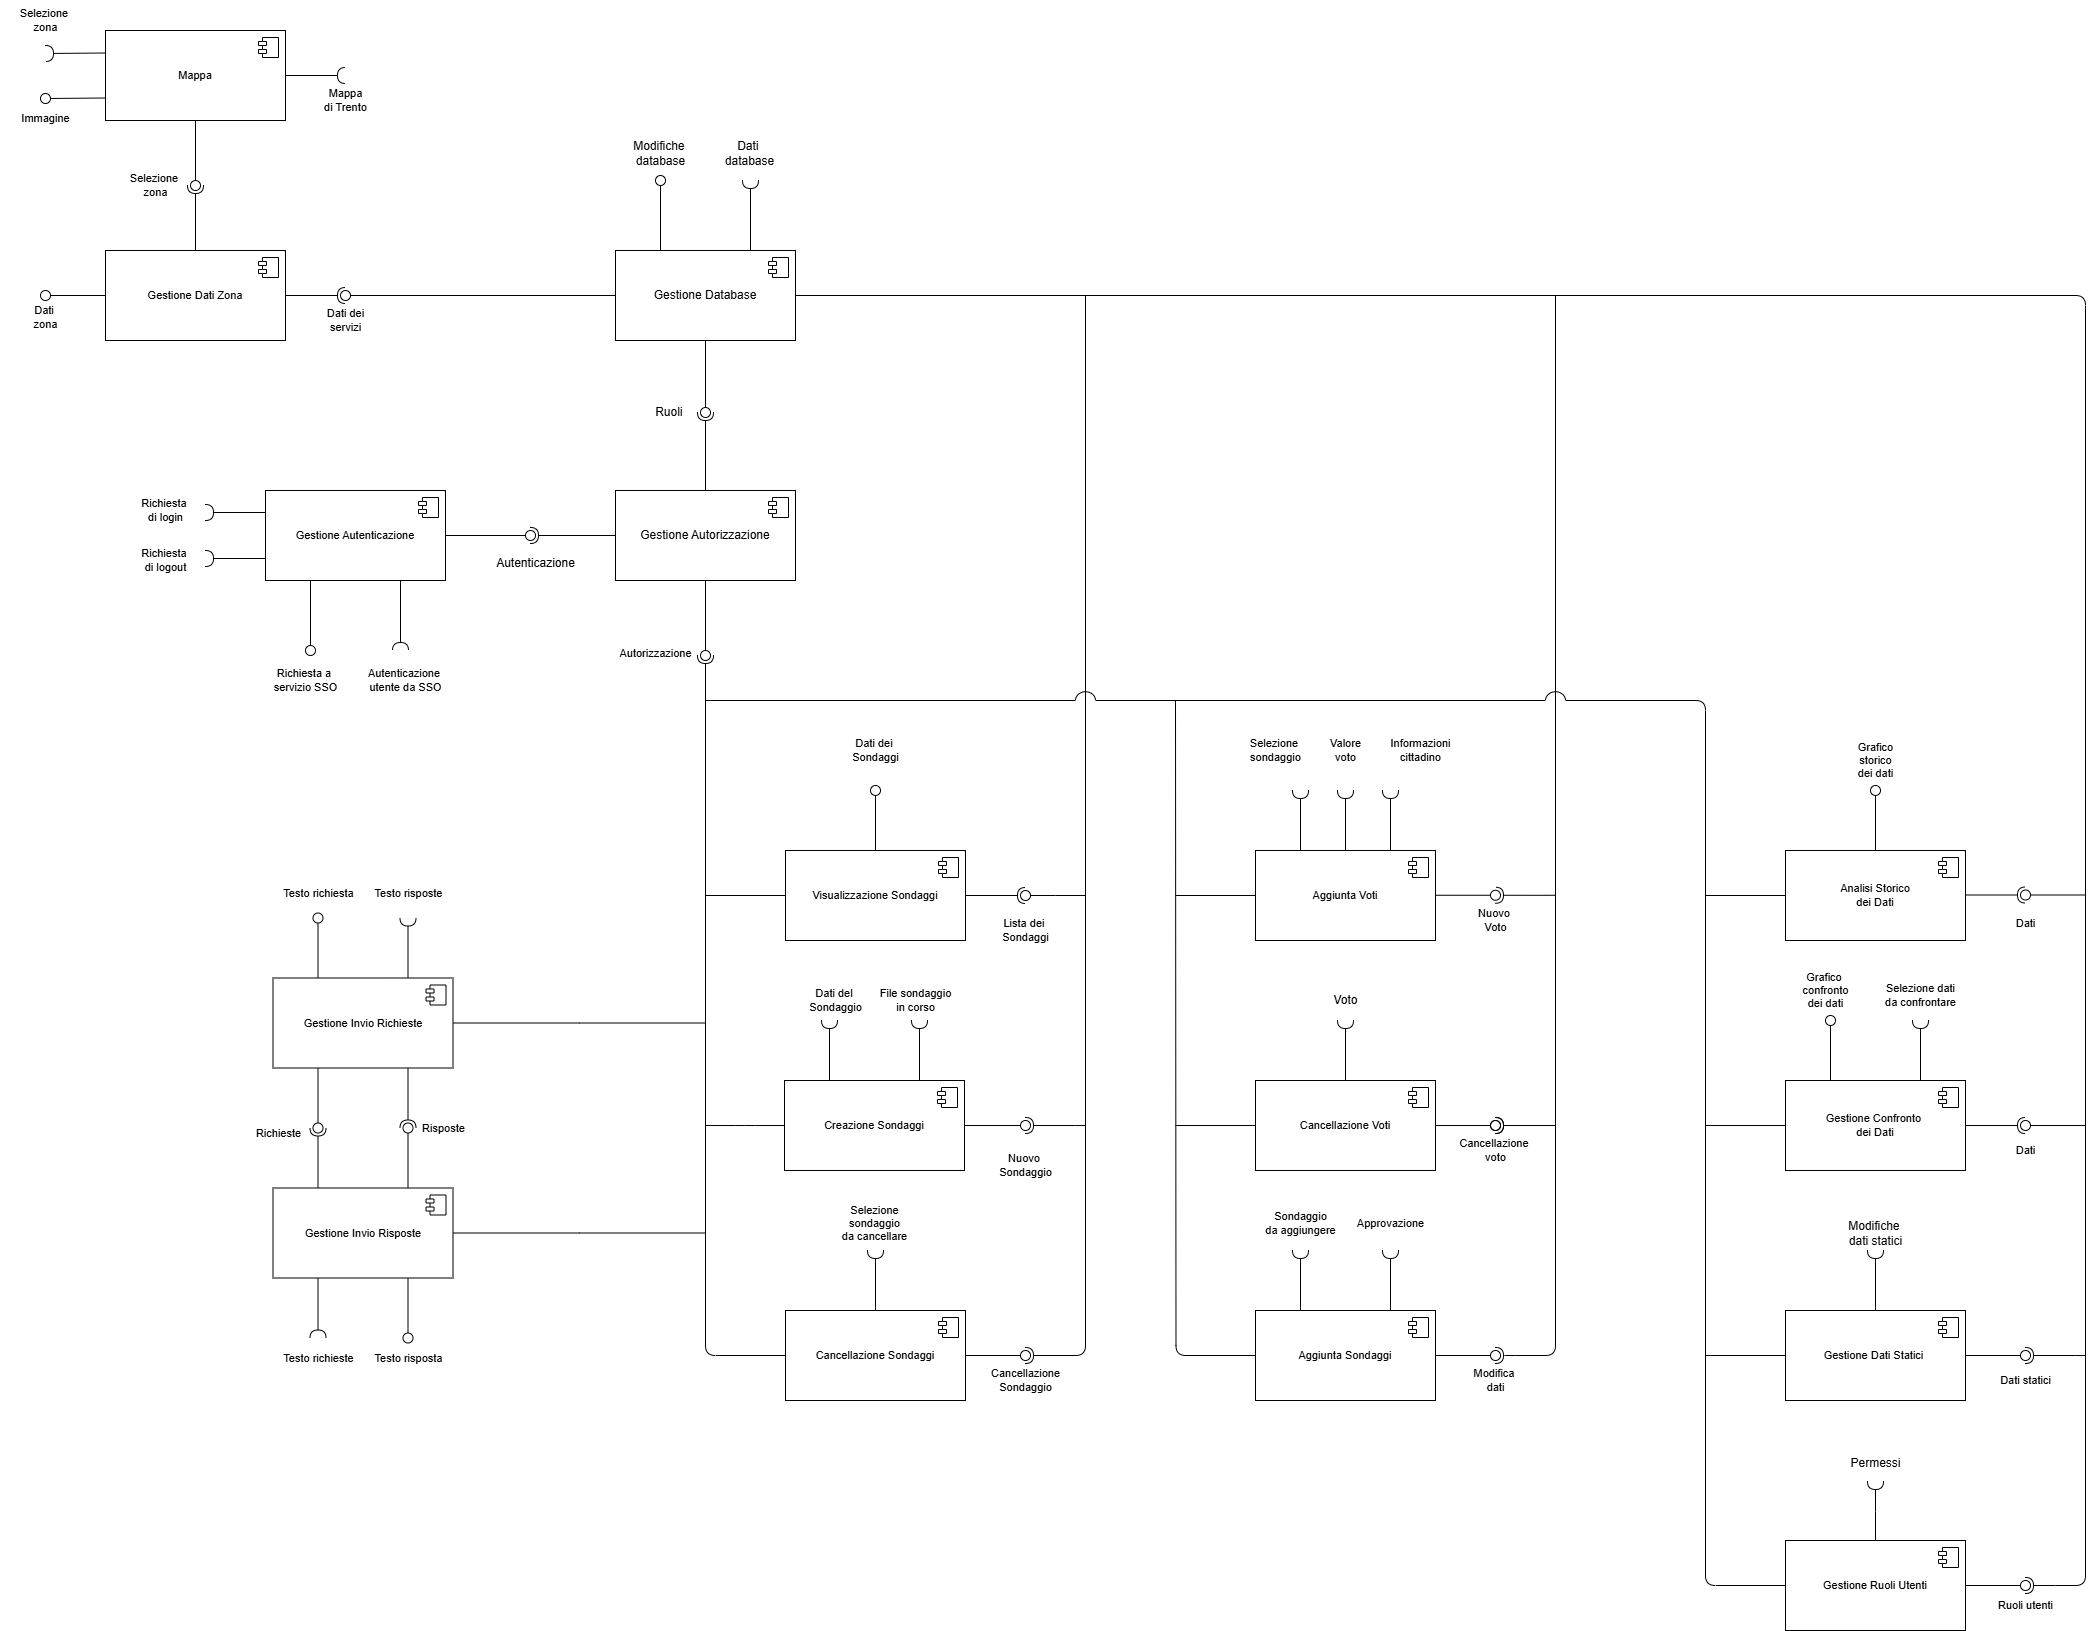 Selezione
zona
Mappa
Mappa
di Trento
Immagine
Selezione
zona
Modifiche
database
Dati
database
Gestione Dati Zona
Gestione Database
Dati
zona
Dati dei
servizi
Ruoli
Richiesta
di login
Richiesta
di logout
Gestione Autenticazione
Autenticazione
Gestione Autorizzazione
Richiesta a
servizio SSO
Autenticazione
utente da SSO
Autorizzazione
Dati dei
Sondaggi
Selezione
sondaggio
Valore
voto
Informazioni
cittadino
Grafico
storico
dei dati
Testo richiesta
Testo risposte
Visualizzazione Sondaggi
Lista dei
Sondaggi
Aggiunta Voti
Nuovo
Voto
Analisi Storico
dei Dati
Dati
Gestione Invio Richieste
Dati del
Sondaggio
File sondaggio
in corso
Voto
Grafico
confronto
dei dati
Selezione dati
da confrontare
Richieste
Risposte
Creazione Sondaggi
Nuovo
Sondaggio
Cancellazione Voti
Cancellazione
voto
Gestione Confronto
dei Dati
Dati
Gestione Invio Risposte
Selezione
sondaggio
da cancellare
Sondaggio
da aggiungere
Approvazione
Modifiche
dati statici
Testo richieste
Testo risposta
Cancellazione Sondaggi
Cancellazione
Sondaggio
Aggiunta Sondaggi
Modifica
dati
Gestione Dati Statici
Dati statici
Permessi
Gestione Ruoli Utenti
Ruoli utenti